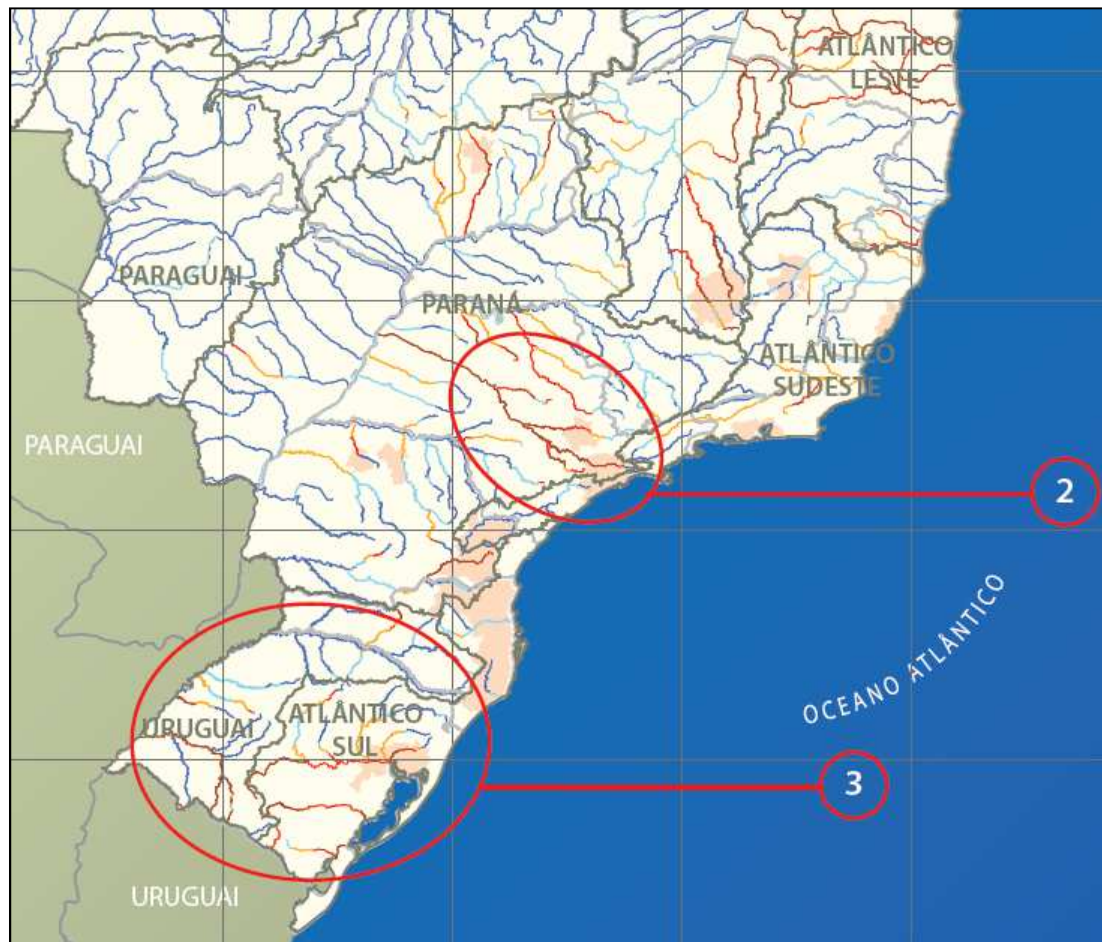 ATLÂNTICO
LESTE
PARAGUAI
PARANÁ
ATLÂNTICO
SUDESTE
PARAGUAI
2
OCEANO ATLÂNTICO
URUGUAI
ATLÂNTICO
SUL
3
URUGUAI